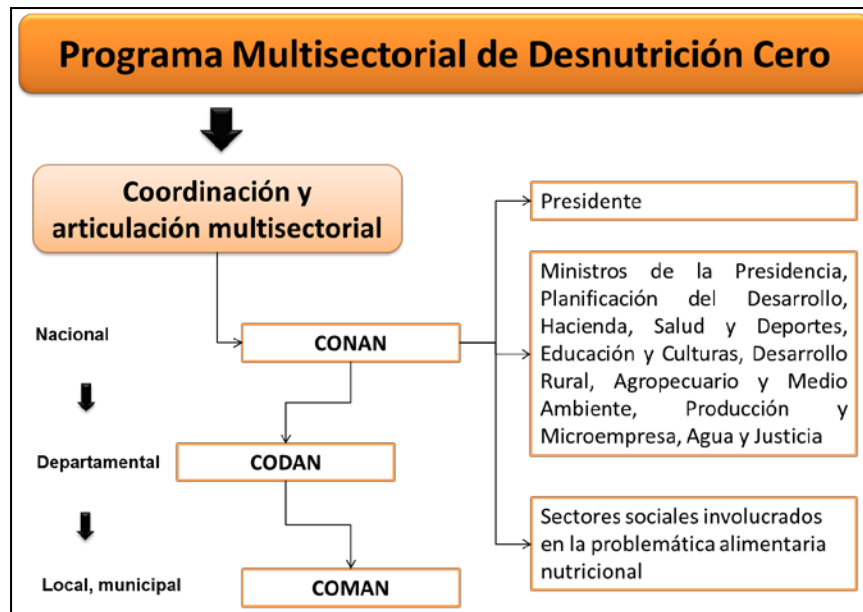 Programa Multisectorial de Desnutrición Cero
Coordinación y
articulación multisectorial
Presidente
Ministros de la Presidencia,
Planificación del Desarrollo,
Hacienda, Salud y Deportes,
Educación y Culturas, Desarrollo
Rural, Agropecuario y Medio
Ambiente, Producción y
Microempresa, Agua y Justicia
Sectores sociales involucrados
en la problemática alimentaria
nutricional
Nacional
CONAN
Departamental
CODAN
Local, municipal
COMAN